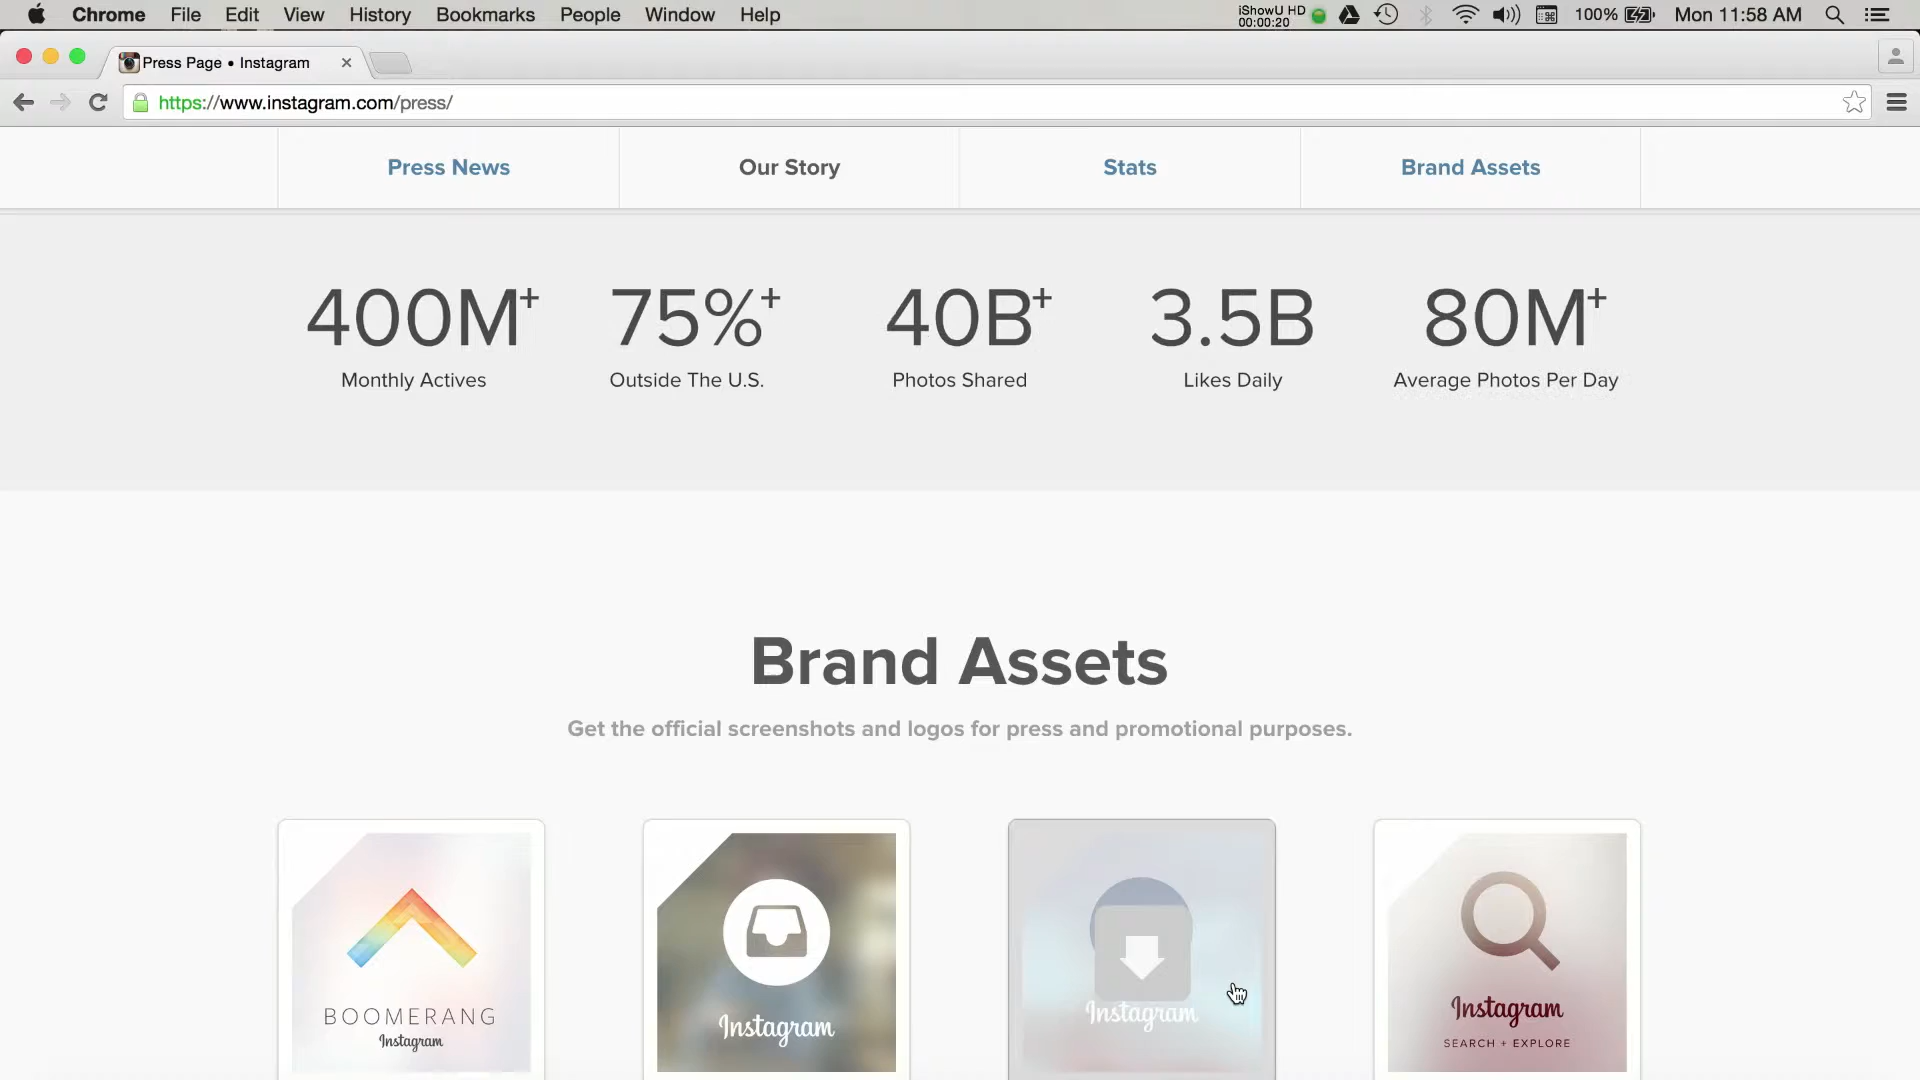 Chrome File Edit View History Bookmarks People Window Help
iShowU HD
00:00:20
100%
Mon 11:58 AM
Press Page • Instagram
https://www.instagram.com/press/
Press News
Our Story
Stats
Brand Assets
400M+
75%+
40B+
3.5B
80M+
Monthly Actives
Outside The U.S.
Photos Shared
Likes Daily
Average Photos Per Day
Brand Assets
Get the official screenshots and logos for press and promotional purposes.
BOOMERANG
Instagram
Instagram
Instagram
Instagram
SEARCH + EXPLORE